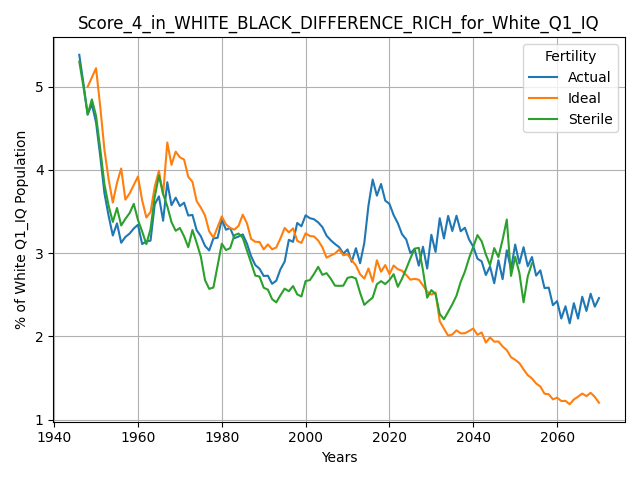 Score_4_in_WHITE_BLACK_DIFFERENCE_RICH_for_White_Q1_IQ
Fertility
Actual
Ideal
Sterile
% of White Q1_IQ Population
5
4
3
2
1
1940
1960
1980
2000
2020
2040
2060
Years